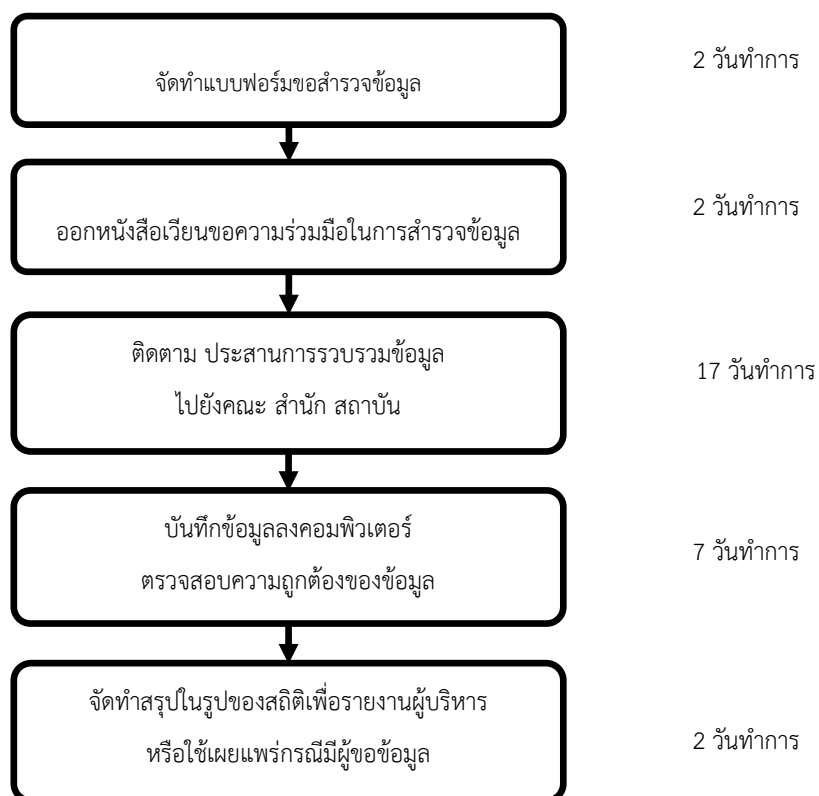 จัดทำแบบฟอร์มขอสำรวจข้อมูล
2 วันทำการ
ออกหนังสือเวียนขอความร่วมมือในการสำรวจข้อมูล
2 วันทำการ
ติดตาม ประสานการรวบรวมข้อมูล
ไปยังคณะ สำนัก สถาบัน
17 วันทำการ
บันทึกข้อมูลลงคอมพิวเตอร์
ตรวจสอบความถูกต้องของข้อมูล
7 วันทำการ
จัดทำสรุปในรูปของสถิติเพื่อรายงานผู้บริหาร
หรือใช้เผยแพร่กรณีมีผู้ขอข้อมูล
2 วันทำการ